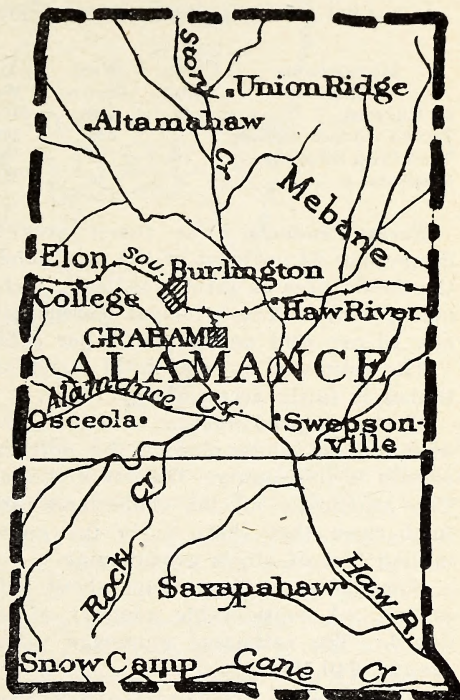 Stony
Union Ridge
Altamahaw
Cr
Mebane
Elon
College
Sou.
Burlington
Haw River
GRAHAM
ALAMANCE
Alamance Cr.
Osceola
Swepson-
ville
Cr
Rock
Saxapahaw
Haw R.
Snow Camp
Cane Cr